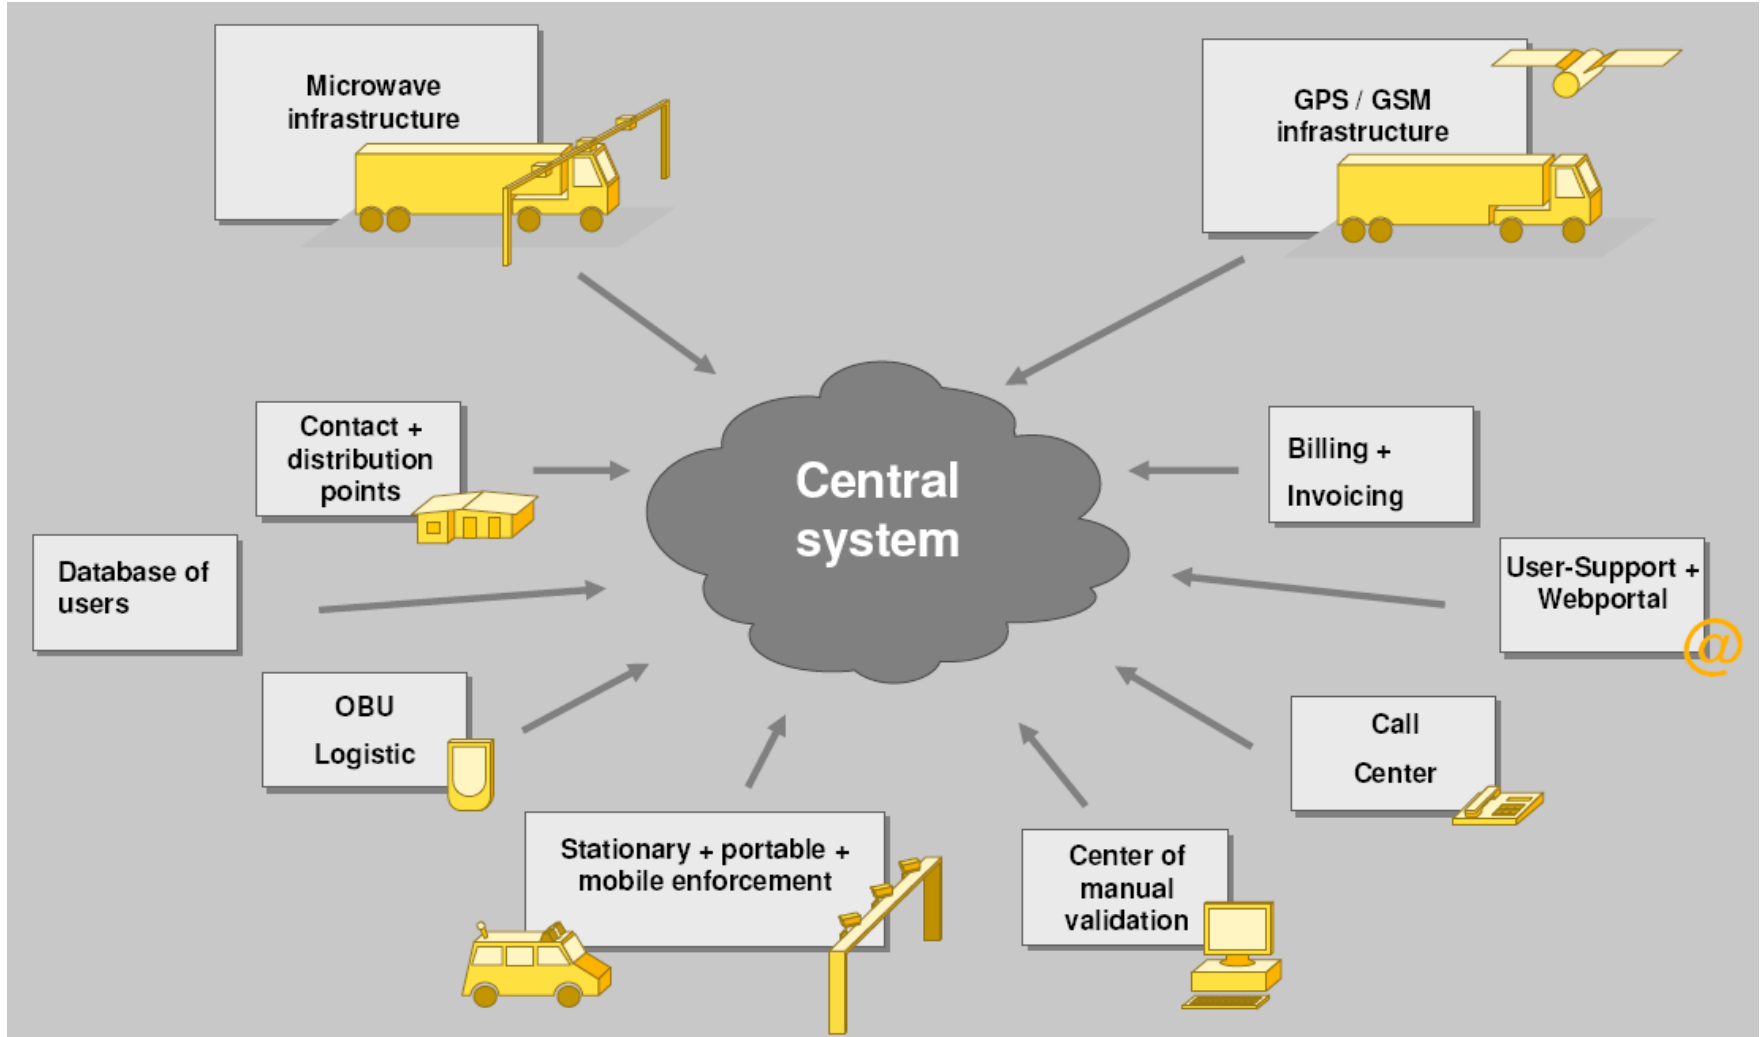 Microwave
infrastructure
GPS / GSM
infrastructure
Contact +
distribution
points
Central
system
Billing +
Invoicing
Database of
users
User-Support +
Webportal
@
OBU
Logistic
Call
Center
Stationary + portable +
mobile enforcement
Center of
manual
validation